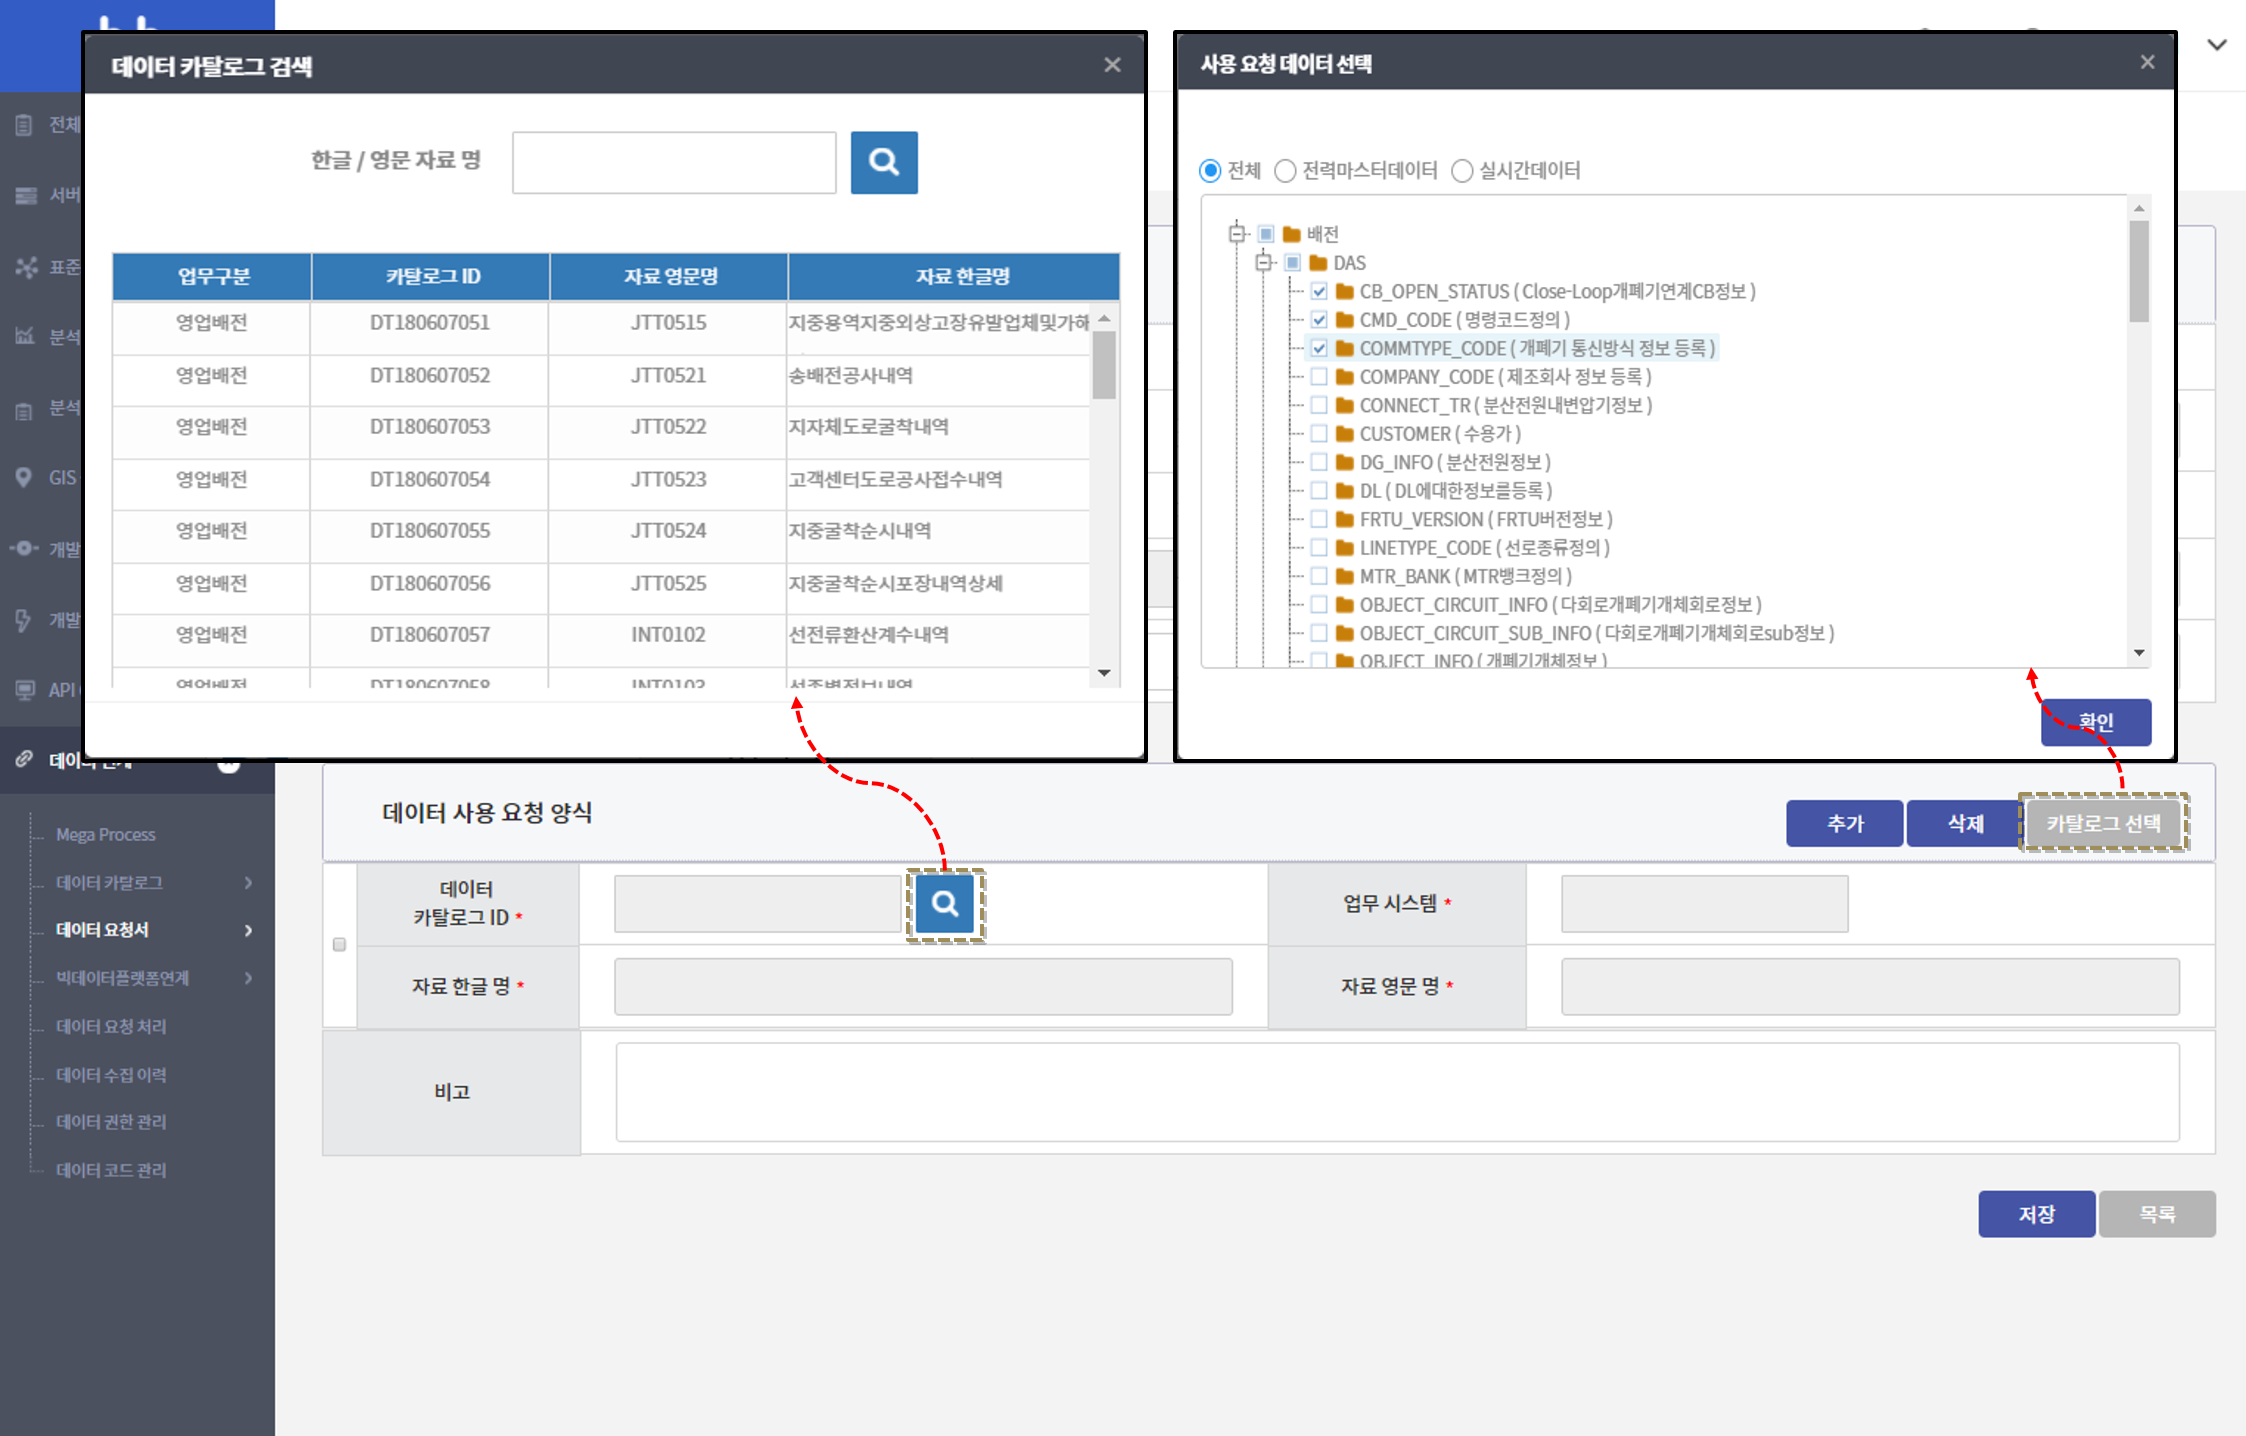 데이터 카탈로그 검색
한글 / 영문 자료 명
업무구분 카탈로그 ID 자료 영문명 자료 한글명
영업배전 DT180607051 JTT0515 지중용역지중외상고장유발업체및가해
영업배전 DT180607052 JTT0521 송배전공사내역
영업배전 DT180607053 JTT0522 지자체도로굴착내역
영업배전 DT180607054 JTT0523 고객센터도로공사접수내역
영업배전 DT180607055 JTT0524 지중굴착순시내역
영업배전 DT180607056 JTT0525 지중굴착순시포장내역상세
영업배전 DT180607057 INT0102 선전류환산계수내역
영업배전 DT180607058 INT0103 선종별정보내역
사용 요청 데이터 선택
전체 전력마스터데이터 실시간데이터
배전
DAS
CB_OPEN_STATUS ( Close-Loop개폐기연계CB정보 )
CMD_CODE ( 명령코드정의 )
COMMTYPE_CODE ( 개폐기 통신방식 정보 등록 )
COMPANY_CODE ( 제조회사 정보 등록 )
CONNECT_TR ( 분산전원내변압기정보 )
CUSTOMER ( 수용가 )
DG_INFO ( 분산전원정보 )
DL ( DL에대한정보를등록 )
FRTU_VERSION ( FRTU버전정보 )
LINETYPE_CODE ( 선로종류정의 )
MTR_BANK ( MTR뱅크정의 )
OBJECT_CIRCUIT_INFO ( 다회로개폐기개체회로정보 )
OBJECT_CIRCUIT_SUB_INFO ( 다회로개폐기개체회로sub정보 )
OBJECT_INFO ( 개폐기개체정보 )
확인
전체
서버
표준
분석
분석
GIS
개발
개발
API
Mega Process
데이터 카탈로그
데이터 요청서
빅데이터플랫폼연계
데이터 요청 처리
데이터 수집 이력
데이터 권한 관리
데이터 코드 관리
데이터 사용 요청 양식
추가 삭제 카탈로그 선택
데이터
카탈로그 ID *
업무 시스템 *
자료 한글 명 *
자료 영문 명 *
비고
저장 목록